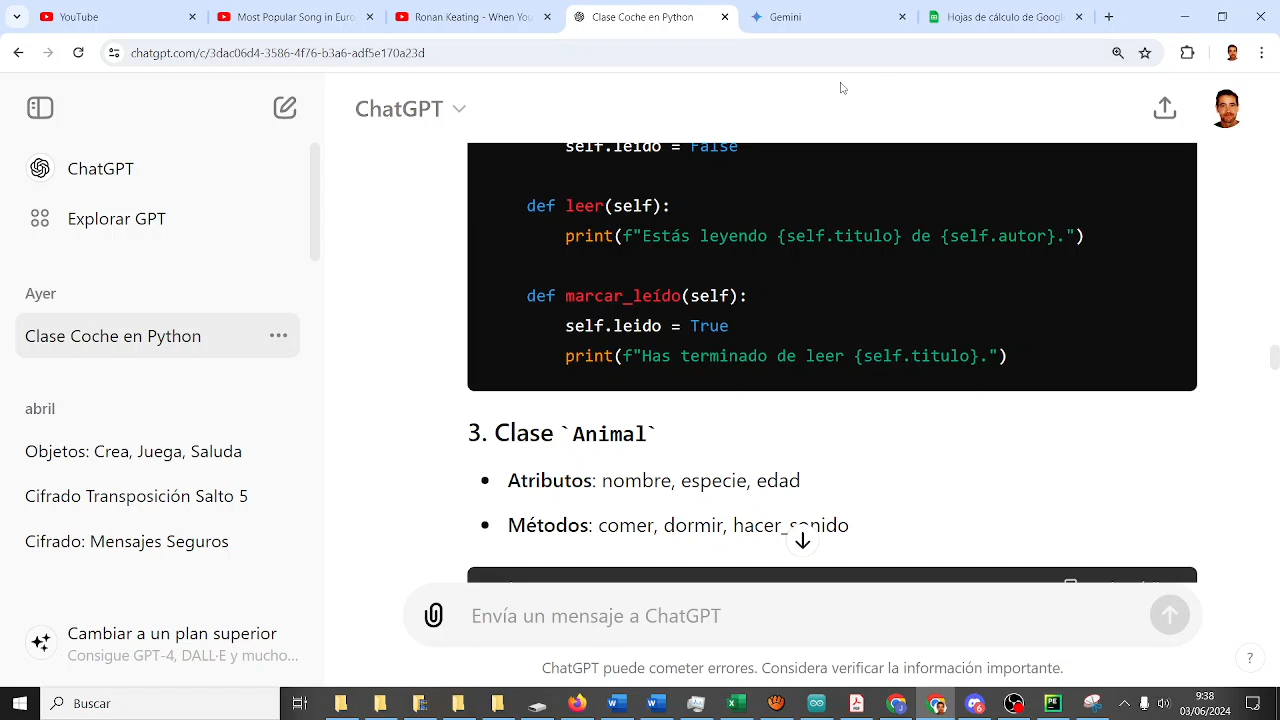 YouTube
Most Popular Song in Euro
Ronan Keating - When You
Clase Coche en Python
Gemini
Hojas de cálculo de Googl
chatgpt.com/c/3dac06d4-3586-4f76-b3a6-adf5e170a23d
ChatGPT
ChatGPT
Explorar GPT
Ayer
Clase Coche en Python
abril
Objetos: Crea, Juega, Saluda
Cifrado Transposición Salto 5
Cifrado: Mensajes Seguros
Cambiar a un plan superior
Consigue GPT-4, DALL·E y mucho...
self.leido = False
def leer(self):
print(f"Estás leyendo {self.titulo} de {self.autor}.")
def marcar_leído(self):
self.leido = True
print(f"Has terminado de leer {self.titulo}.")
3. Clase `Animal`
• Atributos: nombre, especie, edad
• Métodos: comer, dormir, hacer_sonido
Envía un mensaje a ChatGPT
ChatGPT puede cometer errores. Considera verificar la información importante.
?
Buscar
9:38
03/06/2024